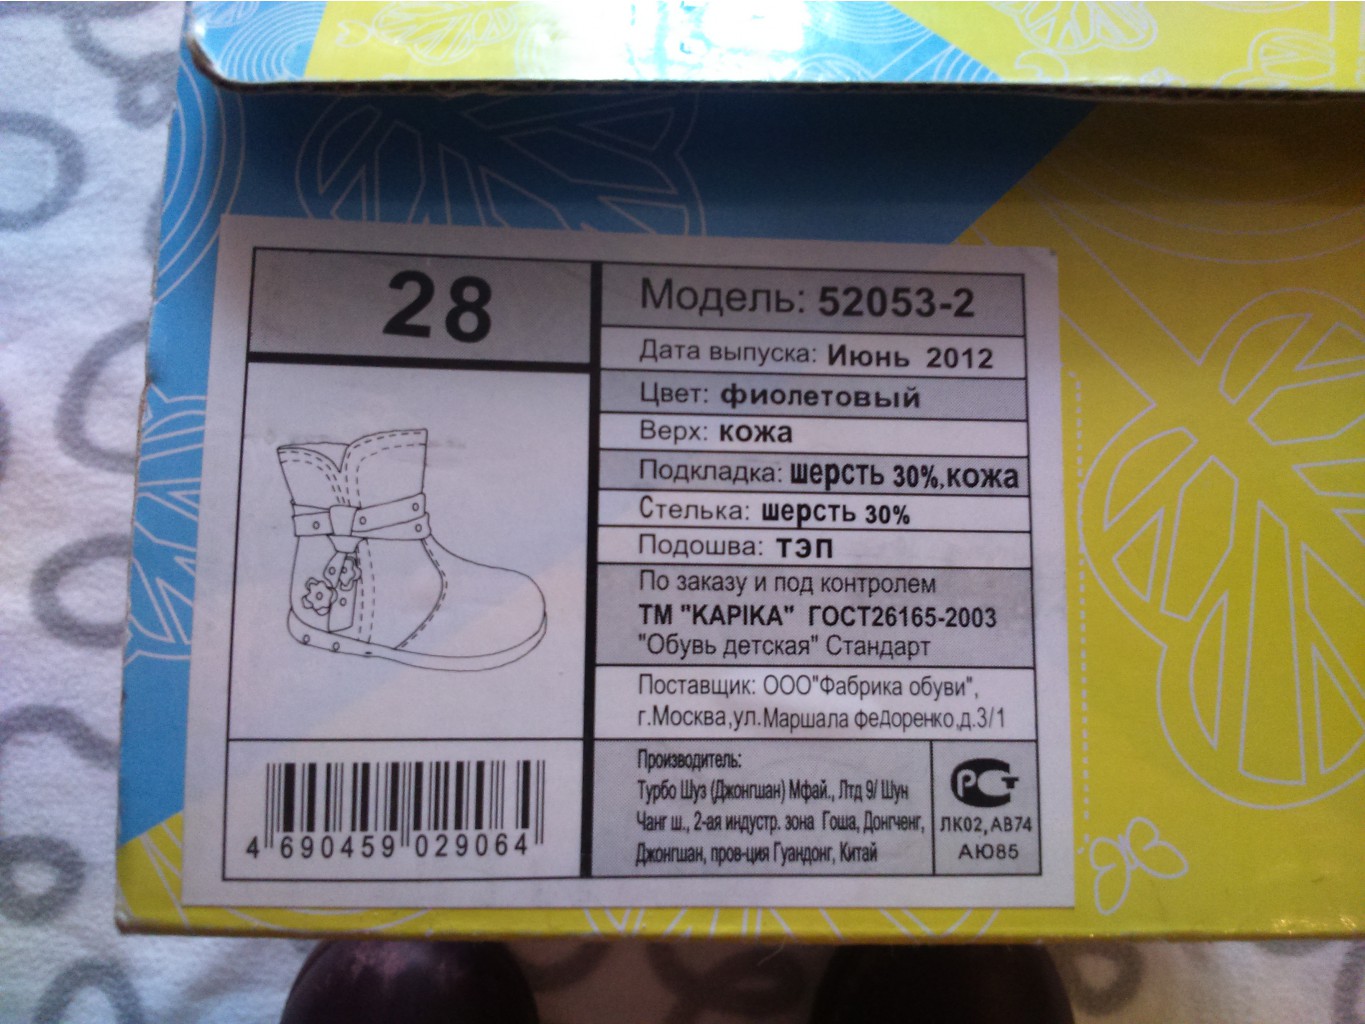 28
Модель: 52053-2
Дата выпуска: Июнь 2012
Цвет: фиолетовый
Верх: кожа
Подкладка: шерсть 30%,кожа
Стелька: шерсть 30%
Подошва: ТЭП
По заказу и под контролем
ТМ "KAPIKA" ГОСТ26165-2003
"Обувь детская" Стандарт
Поставщик: ООО"Фабрика обуви",
г.Москва,ул.Маршала федоренко,д.3/1
Производитель:
Турбо Шуз (Джонгшан) Мфай., Лтд 9/ Шун
Чанг ш., 2-ая индустр. зона Гоша, Донгченг,
Джонгшан, пров-ция Гуандонг, Китай
РСТ
ЛК02,АВ74
АЮ85
4 690459 029064